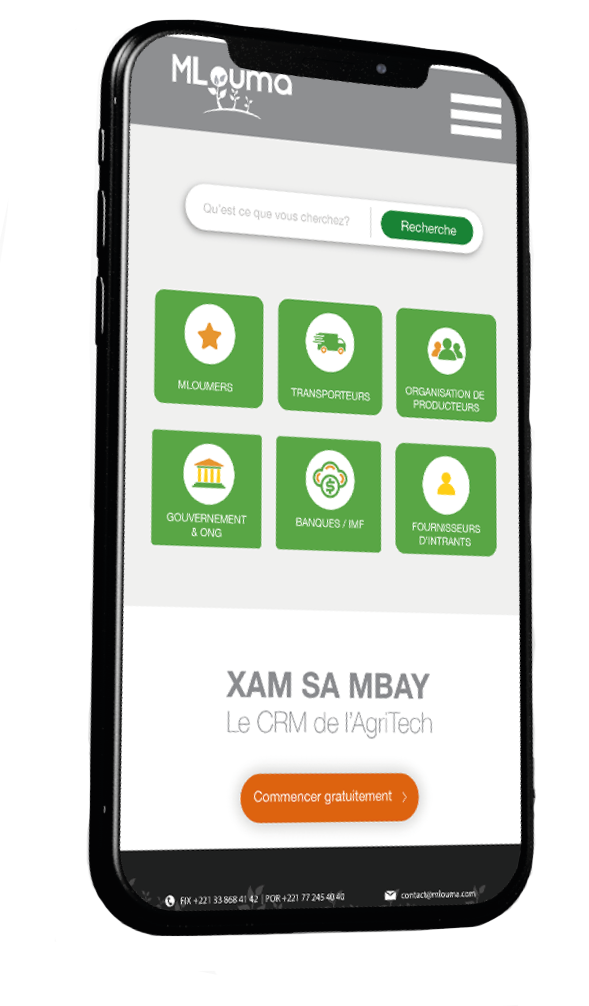 MLouma
Qu'est ce que vous cherchez?
Recherche
MLOUMERS
TRANSPORTEURS
ORGANISATION DE
PRODUCTEURS
GOUVERNEMENT
& ONG
BANQUES / IMF
FOURNISSEURS
D'INTRANTS
XAM SA MBAY
Le CRM de l'AgriTech
Commencer gratuitement
FIX +221 33 868 41 42 | POR +221 77 245 40 40
contact@mlouma.com